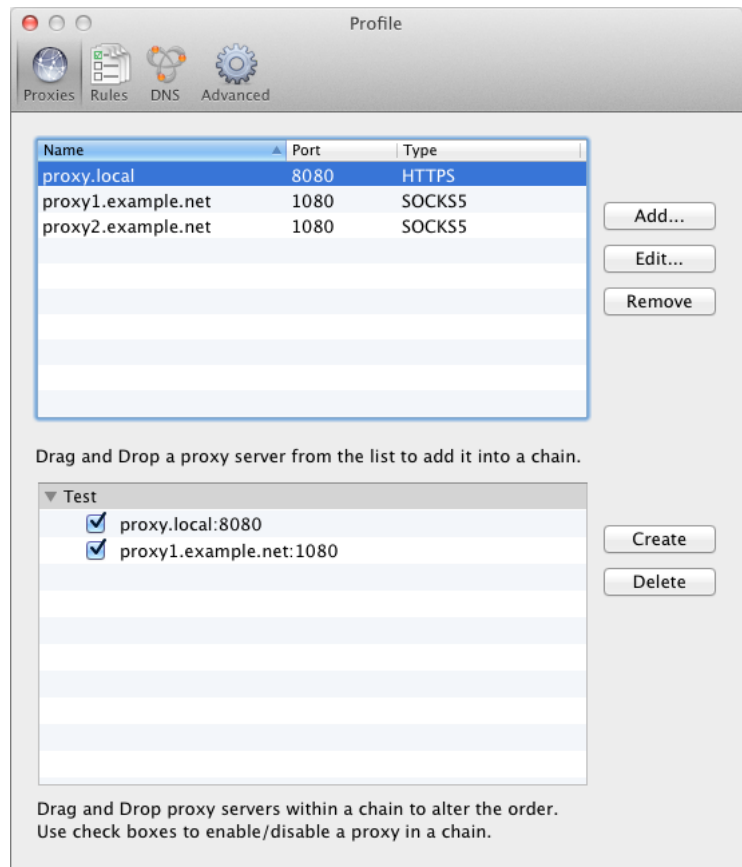 Profile
Proxies Rules DNS Advanced
Name Port Type
proxy.local 8080 HTTPS
proxy1.example.net 1080 SOCKS5
proxy2.example.net 1080 SOCKS5
Add...
Edit...
Remove
Drag and Drop a proxy server from the list to add it into a chain.
Test
proxy.local:8080
proxy1.example.net:1080
Create
Delete
Drag and Drop proxy servers within a chain to alter the order.
Use check boxes to enable/disable a proxy in a chain.